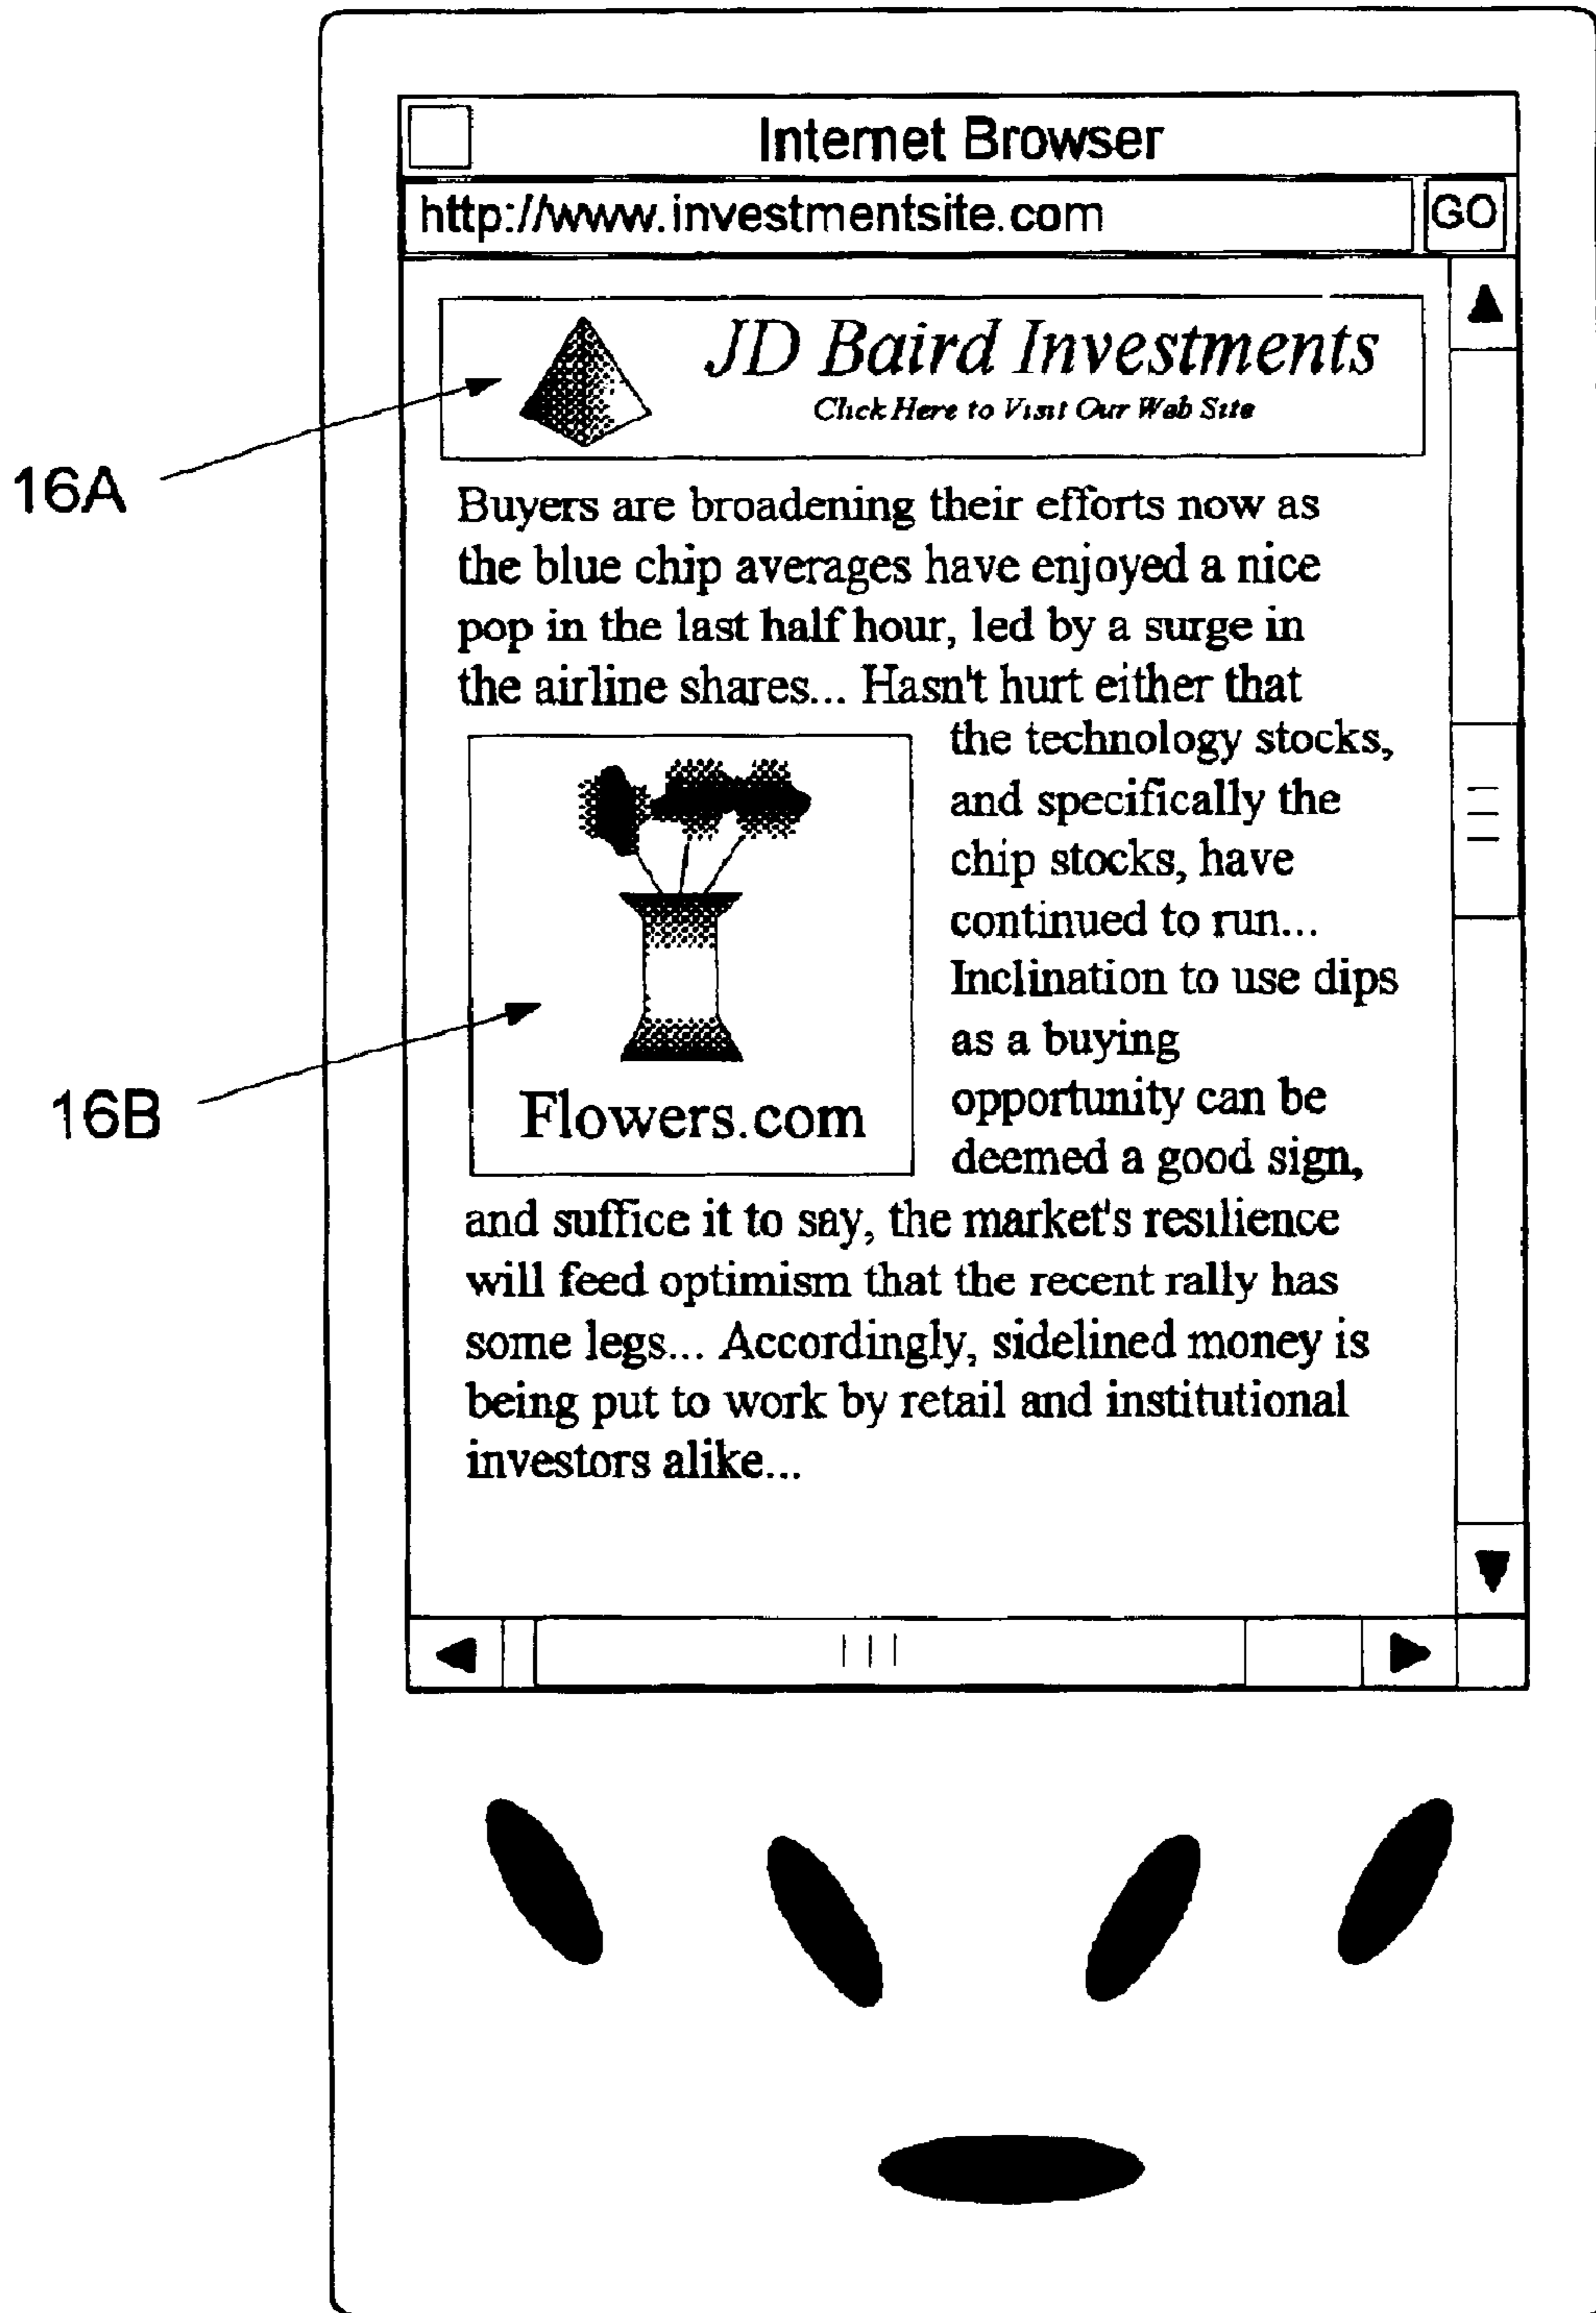 Internet Browser
http://www.investmentsite.com GO
JD Baird Investments
Click Here to Visit Our Web Site
16A
Buyers are broadening their efforts now as
the blue chip averages have enjoyed a nice
pop in the last half hour, led by a surge in
the airline shares... Hasn't hurt either that
the technology stocks,
and specifically the
chip stocks, have
continued to run...
Inclination to use dips
as a buying
opportunity can be
deemed a good sign,
16B
Flowers.com
and suffice it to say, the market's resilience
will feed optimism that the recent rally has
some legs... Accordingly, sidelined money is
being put to work by retail and institutional
investors alike...